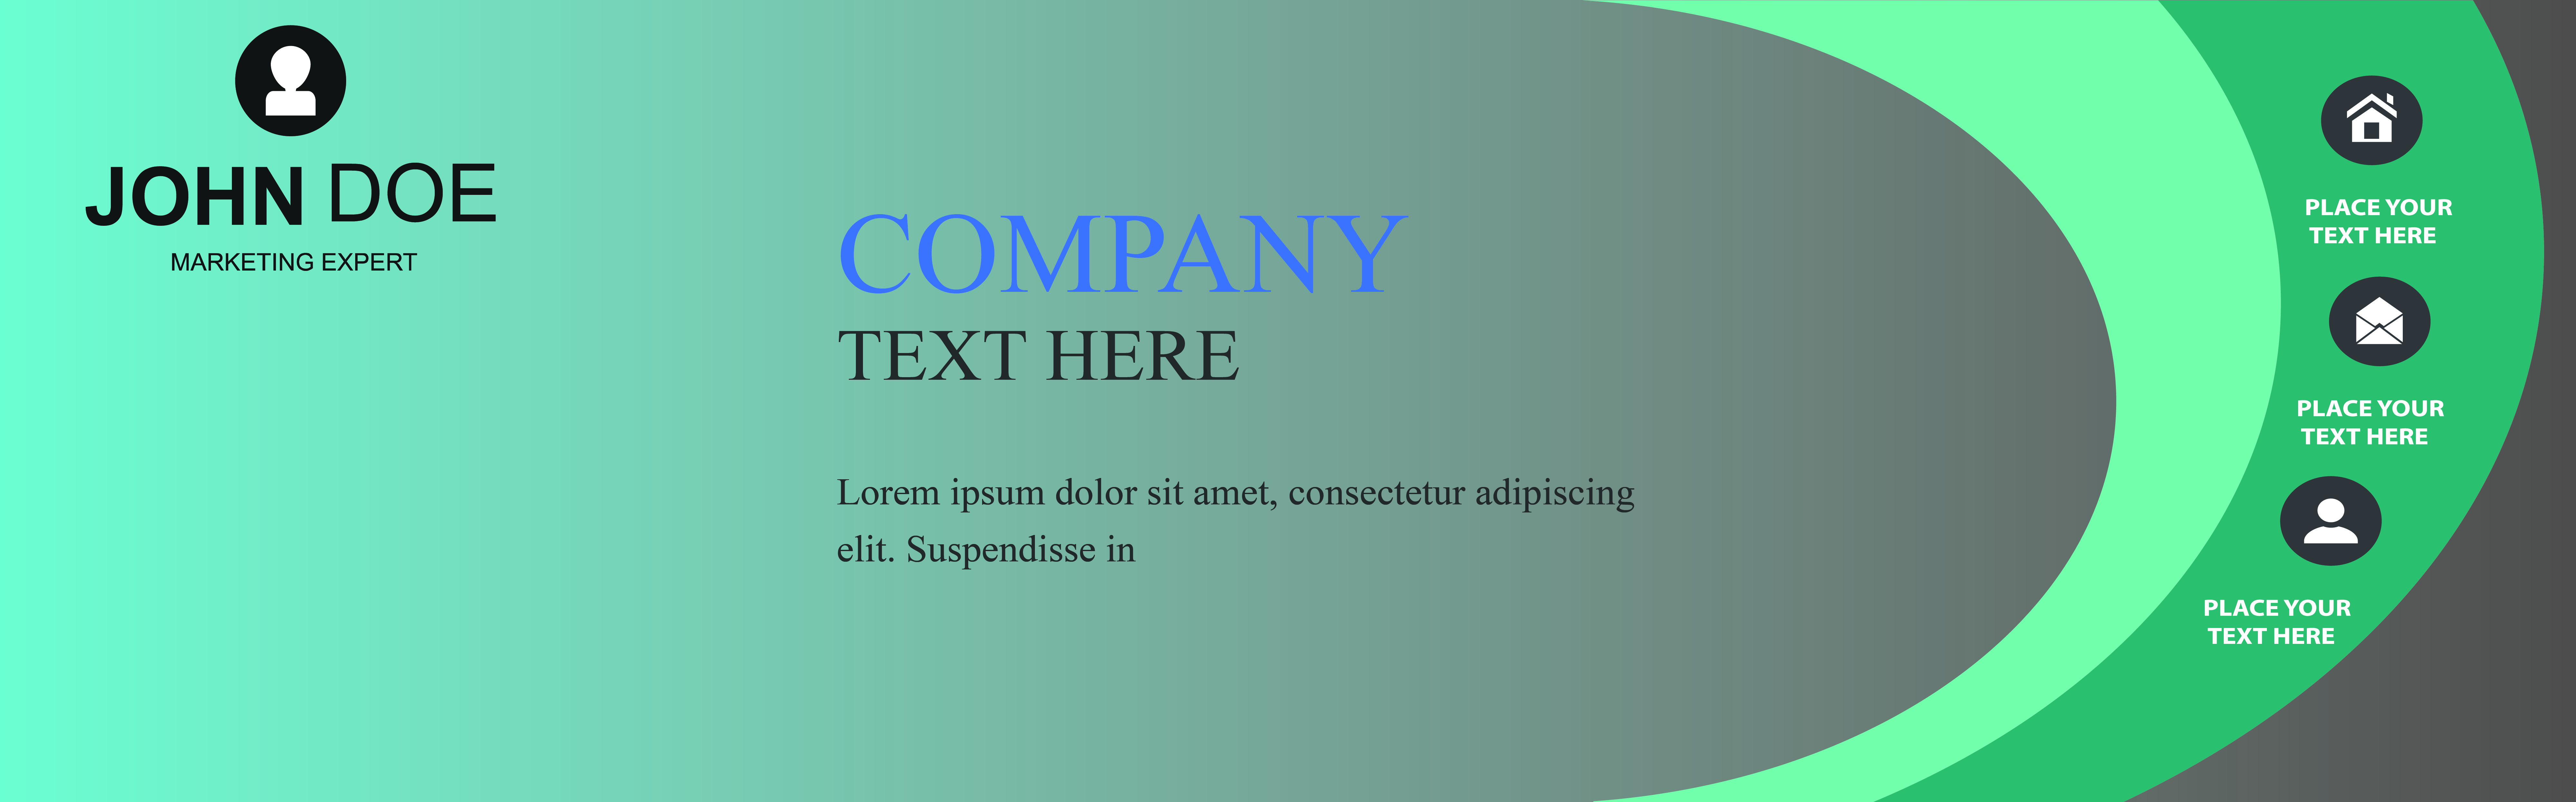 JOHN DOE
MARKETING EXPERT
COMPANY
TEXT HERE
Lorem ipsum dolor sit amet, consectetur adipiscing
elit. Suspendisse in
PLACE YOUR
TEXT HERE
PLACE YOUR
TEXT HERE
PLACE YOUR
TEXT HERE